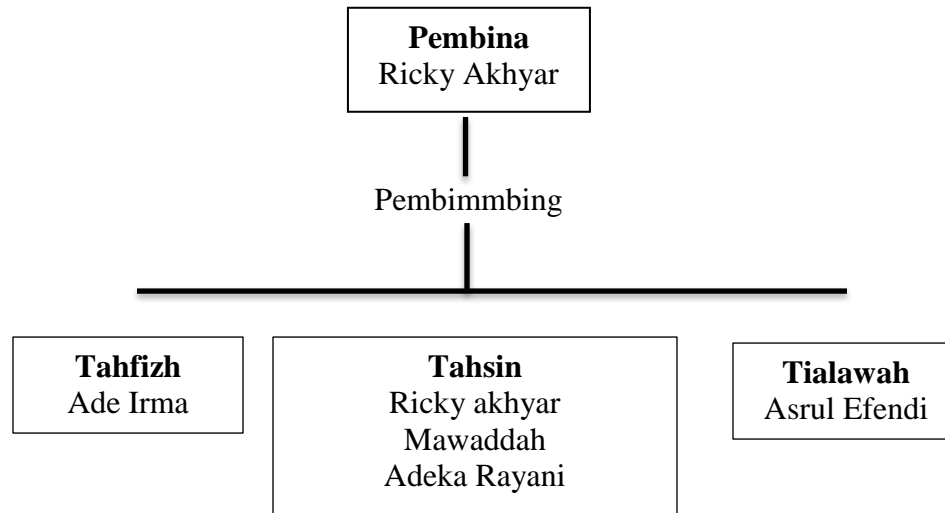 Pembina
Ricky Akhyar
Pembimmbing
Tahfizh
Ade Irma
Tahsin
Ricky akhyar
Mawaddah
Adeka Rayani
Tialawah
Asrul Efendi